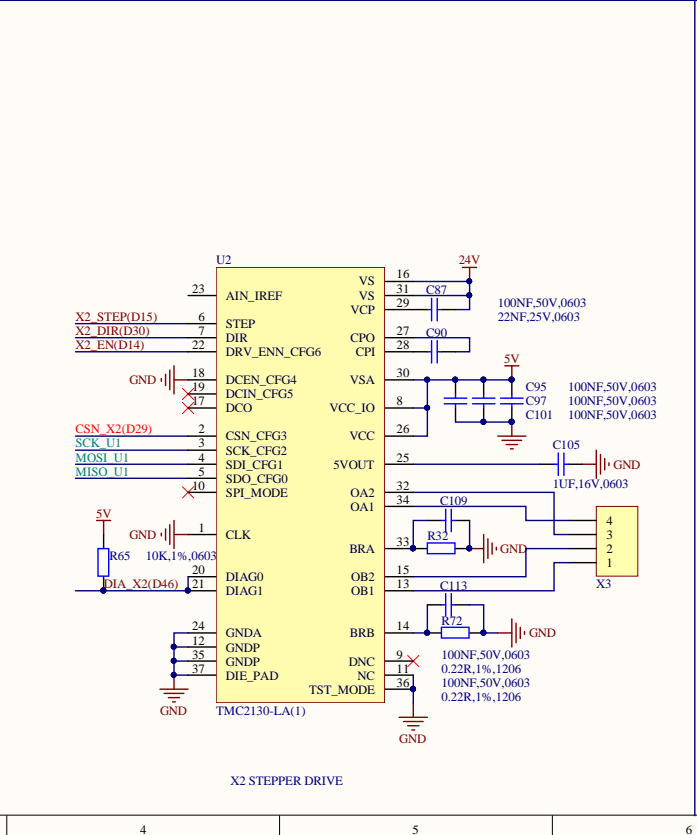 U2
24V
23 AIN_IREF
VS 16
VS 31
VCP 29
C87
100NF,50V,0603
22NF,25V,0603
X2_STEP(D15) 6 STEP
X2_DIR(D30) 7 DIR
X2_EN(D14) 22 DRV_ENN_CFG6
CPO 27
CPI 28
C90
5V
GND 18 DCEN_CFG4
19 DCIN_CFG5
17 DCO
VSA 30
VCC_IO 8
VCC 26
C95 100NF,50V,0603
C97 100NF,50V,0603
C101 100NF,50V,0603
CSN_X2(D29) 2 CSN_CFG3
SCK_U1 3 SCK_CFG2
MOSI_U1 4 SDI_CFG1
MISO_U1 5 SDO_CFG0
10 SPI_MODE
5VOUT 25
C105
GND
1UF,16V,0603
OA2 32
OA1 34
C109
5V
GND 1 CLK
R65 10K,1%,0603
BRA 33
R32
GND
4
3
2
1
X3
DIA_X2(D46)
20 DIAG0
21 DIAG1
OB2 15
OB1 13
C113
R72
24 GNDA
12 GNDP
35 GNDP
37 DIE_PAD
GND
BRB 14
GND
DNC 9
NC 11
TST_MODE 36
100NF,50V,0603
0.22R,1%,1206
100NF,50V,0603
0.22R,1%,1206
TMC2130-LA(1)
GND
X2 STEPPER DRIVE
4 5 6